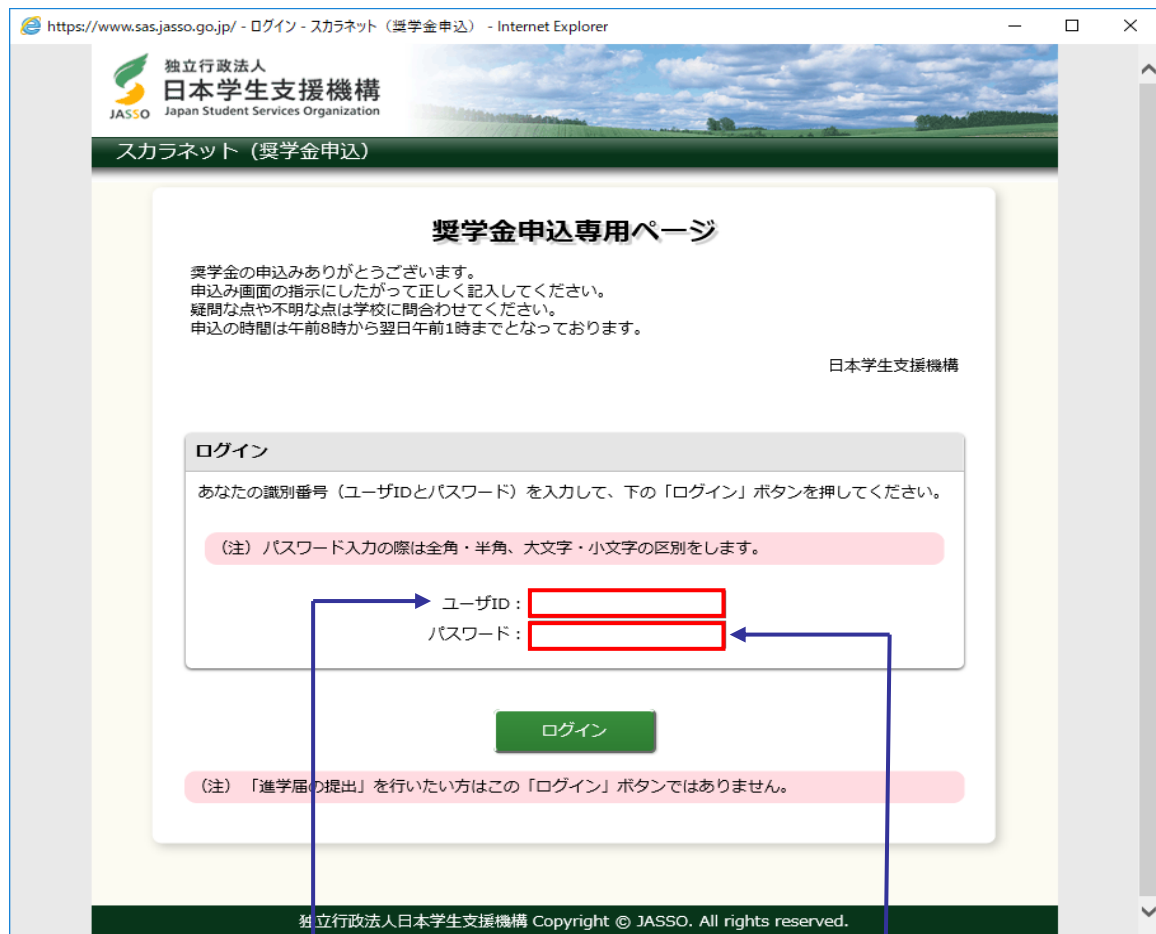 https://www.sas.jasso.go.jp/ - ログイン - スカラネット（奨学金申込） - Internet Explorer
独立行政法人
日本学生支援機構
JASSO Japan Student Services Organization
スカラネット（奨学金申込）
奨学金申込専用ページ
奨学金の申込みありがとうございます。
申込み画面の指示にしたがって正しく記入してください。
疑問な点や不明な点は学校に問合わせてください。
申込の時間は午前8時から翌日午前1時までとなっております。
日本学生支援機構
ログイン
あなたの識別番号（ユーザIDとパスワード）を入力して、下の「ログイン」ボタンを押してください。
（注）パスワード入力の際は全角・半角、大文字・小文字の区別をします。
ユーザID：
パスワード：
ログイン
（注）「進学届の提出」を行いたい方はこの「ログイン」ボタンではありません。
独立行政法人日本学生支援機構 Copyright © JASSO. All rights reserved.